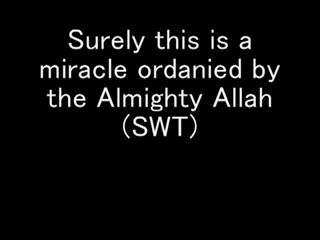 Surely this is a
miracle ordanied by
the Almighty Allah
(SWT)